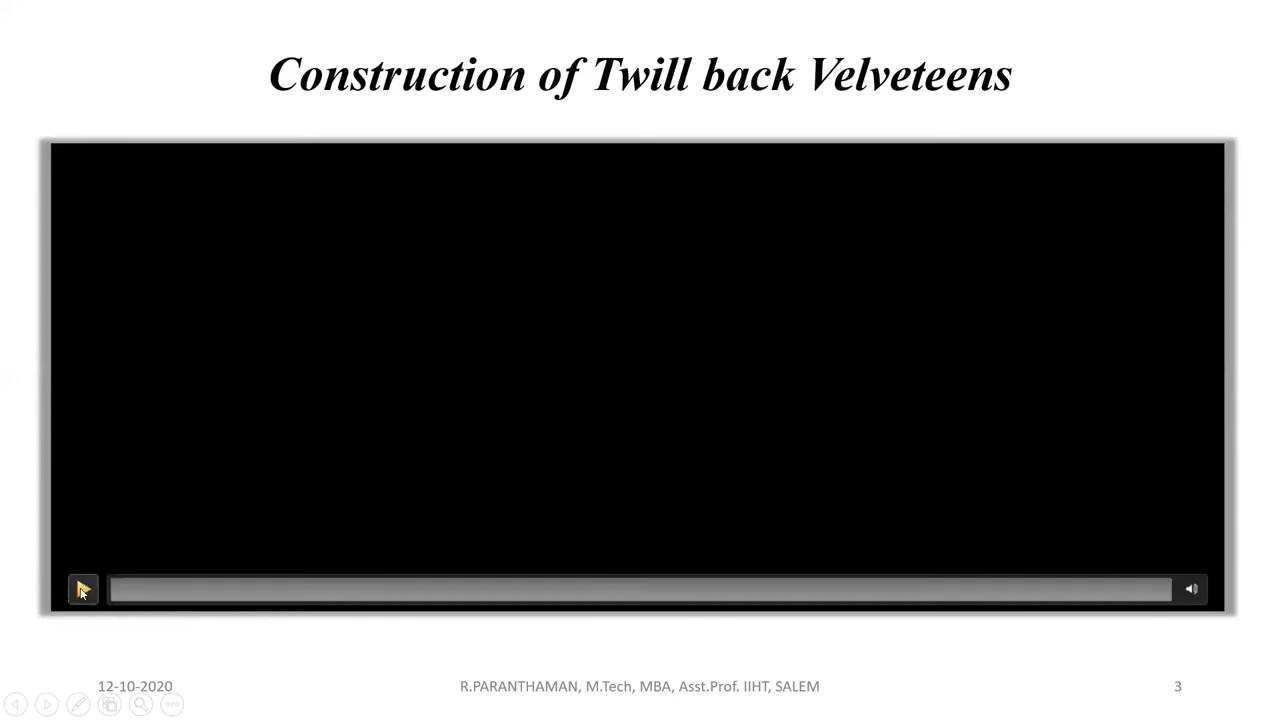 Construction of Twill back Velveteens
12-10-2020
R.PARANTHAMAN, M.Tech, MBA, Asst.Prof. IIHT, SALEM
3